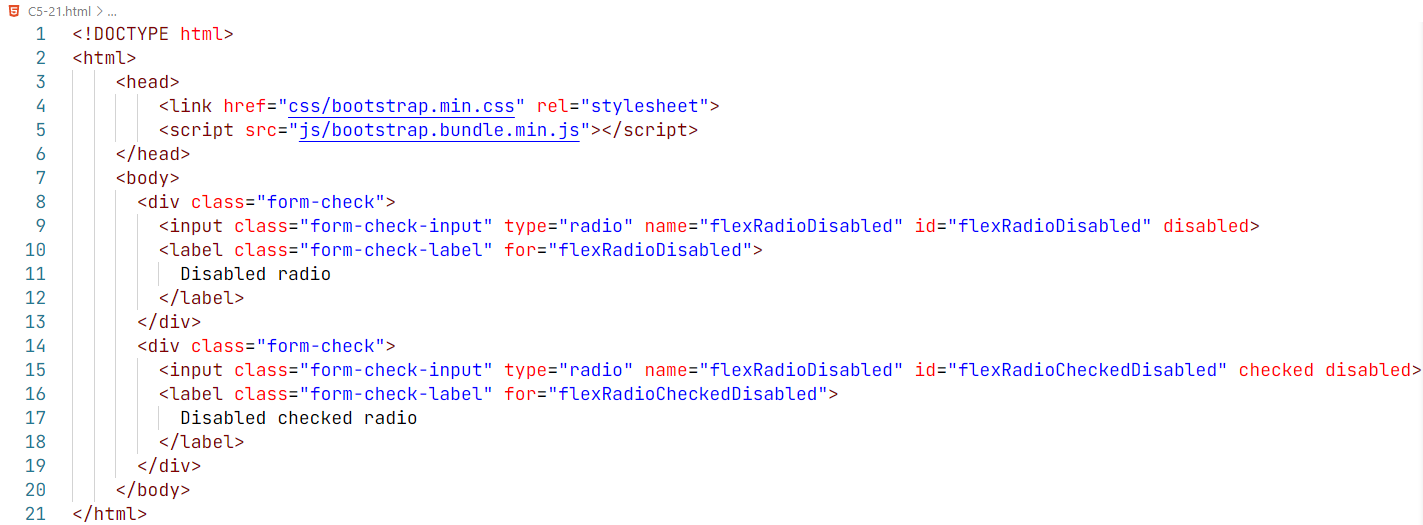 C5-21.html > ...
1 <!DOCTYPE html>
2 <html>
3     <head>
4         <link href="css/bootstrap.min.css" rel="stylesheet">
5         <script src="js/bootstrap.bundle.min.js"></script>
6     </head>
7     <body>
8       <div class="form-check">
9         <input class="form-check-input" type="radio" name="flexRadioDisabled" id="flexRadioDisabled" disabled>
10         <label class="form-check-label" for="flexRadioDisabled">
11           Disabled radio
12         </label>
13       </div>
14       <div class="form-check">
15         <input class="form-check-input" type="radio" name="flexRadioDisabled" id="flexRadioCheckedDisabled" checked disabled>
16         <label class="form-check-label" for="flexRadioCheckedDisabled">
17           Disabled checked radio
18         </label>
19       </div>
20     </body>
21 </html>